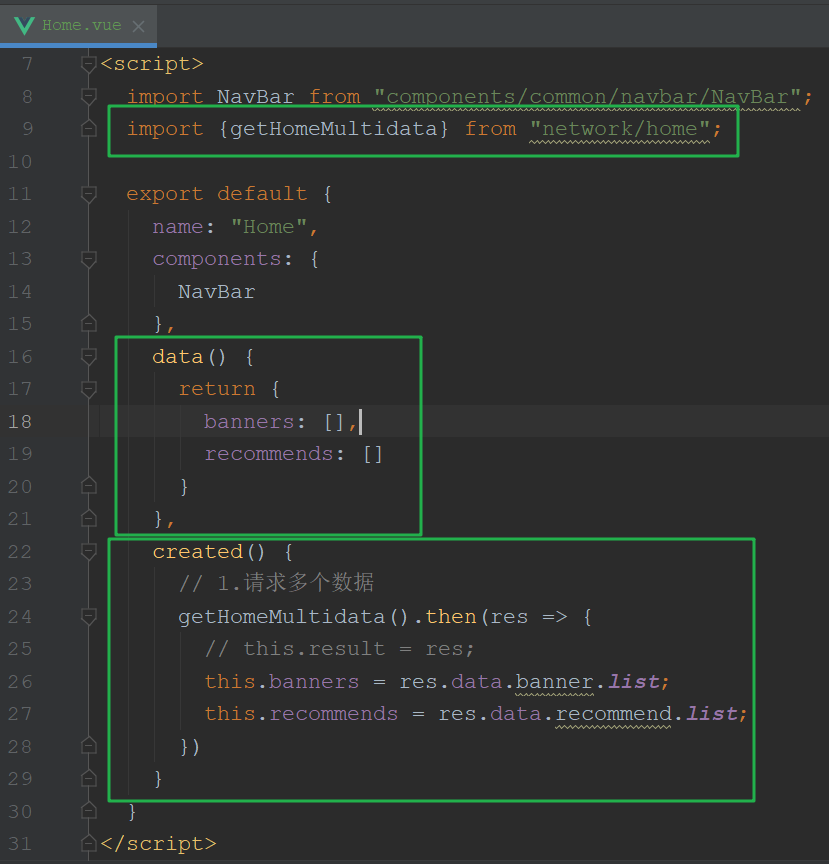 Home.vue
7 <script>
8 import NavBar from "components/common/navbar/NavBar";
9 import {getHomeMultidata} from "network/home";
10
11 export default {
12 name: "Home",
13 components: {
14 NavBar
15 },
16 data() {
17 return {
18 banners: [],
19 recommends: []
20 }
21 },
22 created() {
23 // 1.请求多个数据
24 getHomeMultidata().then(res => {
25 // this.result = res;
26 this.banners = res.data.banner.list;
27 this.recommends = res.data.recommend.list;
28 })
29 }
30 }
31 </script>